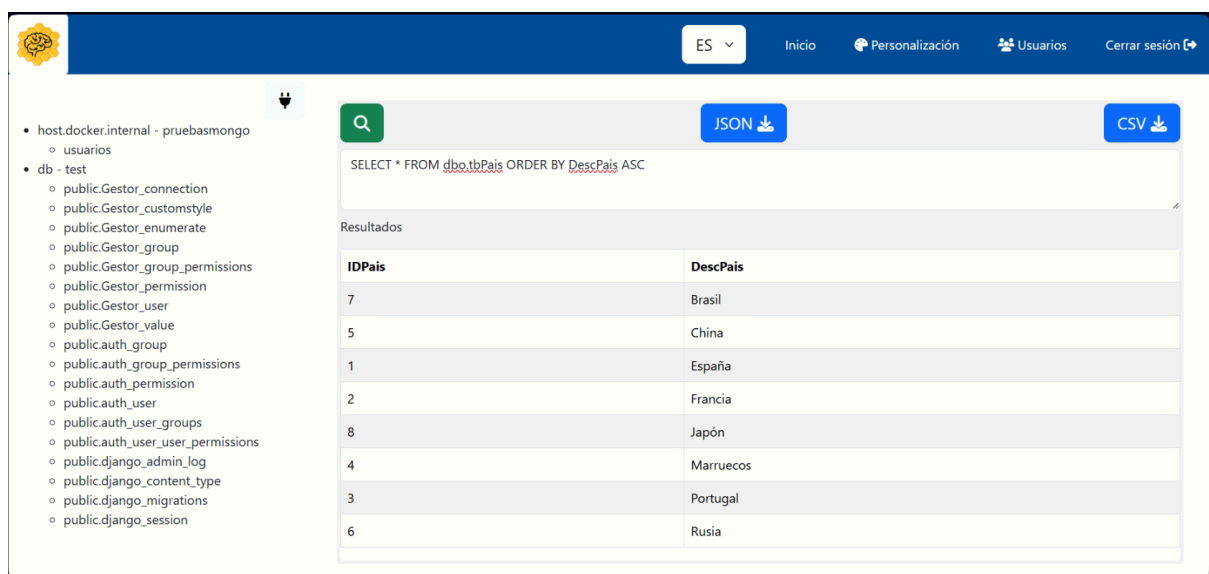 ES Inicio Personalización Usuarios Cerrar sesión
host.docker.internal - pruebasmongo
usuarios
db - test
public.Gestor_connection
public.Gestor_customstyle
public.Gestor_enumerate
public.Gestor_group
public.Gestor_group_permissions
public.Gestor_permission
public.Gestor_user
public.Gestor_value
public.auth_group
public.auth_group_permissions
public.auth_permission
public.auth_user
public.auth_user_groups
public.auth_user_user_permissions
public.django_admin_log
public.django_content_type
public.django_migrations
public.django_session
JSON CSV
SELECT * FROM dbo.tbPais ORDER BY DescPais ASC
Resultados
IDPais DescPais
7 Brasil
5 China
1 España
2 Francia
8 Japón
4 Marruecos
3 Portugal
6 Rusia